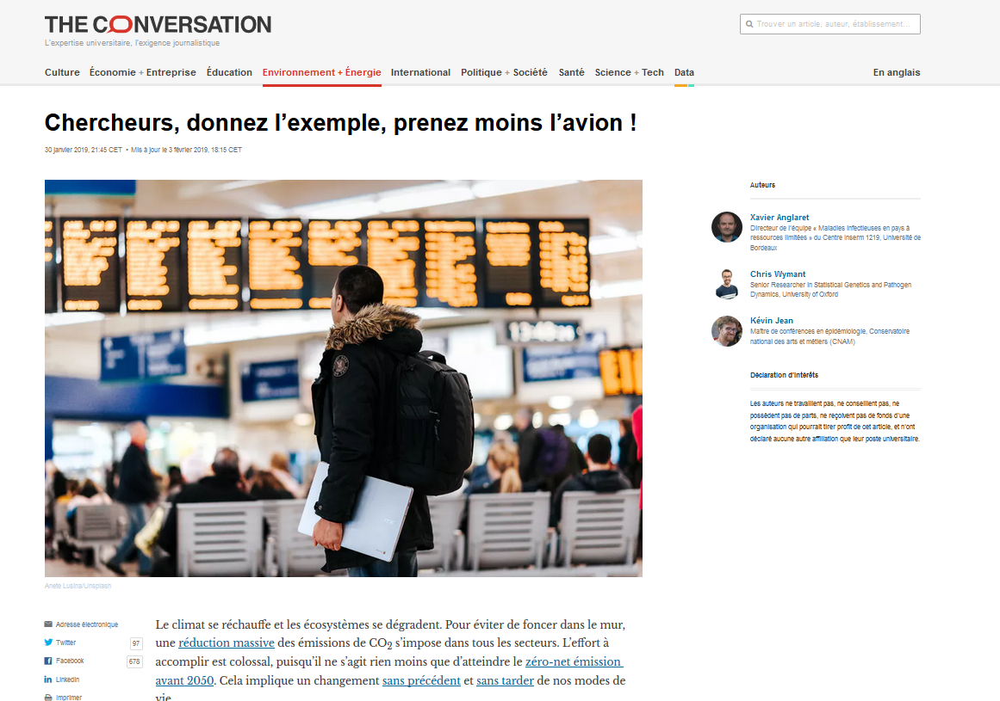 THE CONVERSATION
L'expertise universitaire, l'exigence journalistique
Trouver un article, auteur, établissement...
Culture Économie + Entreprise Éducation Environnement + Énergie International Politique + Société Santé Science + Tech Data En anglais
Chercheurs, donnez l’exemple, prenez moins l’avion !
30 janvier 2019, 21:45 CET • Mis à jour le 3 février 2019, 18:15 CET
Anete Lusina/Unsplash
Auteurs
Xavier Anglaret
Directeur de l'équipe « Maladies infectieuses en pays à
ressources limitées » du Centre Inserm 1219, Université de
Bordeaux
Chris Wymant
Senior Researcher in Statistical Genetics and Pathogen
Dynamics, University of Oxford
Kévin Jean
Maître de conférences en épidémiologie, Conservatoire
national des arts et métiers (CNAM)
Déclaration d’intérêts
Les auteurs ne travaillent pas, ne conseillent pas, ne
possèdent pas de parts, ne reçoivent pas de fonds d'une
organisation qui pourrait tirer profit de cet article, et n'ont
déclaré aucune autre affiliation que leur poste universitaire.
Adresse électronique
Twitter 97
Facebook 678
LinkedIn
Imprimer
Le climat se réchauffe et les écosystèmes se dégradent. Pour éviter de foncer dans le mur,
une réduction massive des émissions de CO₂ s’impose dans tous les secteurs. L’effort à
accomplir est colossal, puisqu’il ne s’agit rien moins que d’atteindre le zéro-net émission
avant 2050. Cela implique un changement sans précédent et sans tarder de nos modes de
vie.